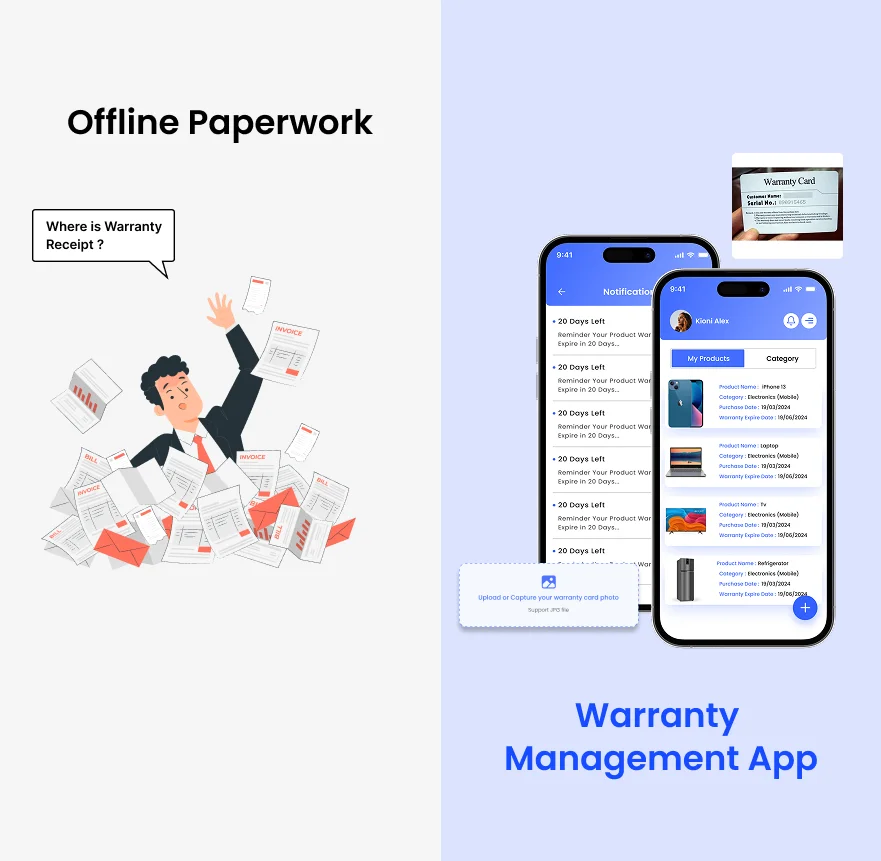 Offline Paperwork
Where is Warranty
Receipt ?
INVOICE
BILL
INVOICE
INVOICE
BILL
BILL
BILL
Warranty Card
Customer Name:
Serial No.: 
9:41
Notification
20 Days Left
Reminder Your Product War
Expire in 20 Days...
20 Days Left
Reminder Your Product War
Expire in 20 Days...
20 Days Left
Reminder Your Product War
Expire in 20 Days...
20 Days Left
Reminder Your Product War
Expire in 20 Days...
20 Days Left
Reminder Your Product War
Expire in 20 Days...
20 Days Left
9:41
Kioni Alex
My Products
Category
Product Name : iPhone 13
Category : Electronics (Mobile)
Purchase Date : 19/03/2024
Warranty Expire Date : 19/06/2024
Product Name : Laptop
Category : Electronics (Mobile)
Purchase Date : 19/03/2024
Warranty Expire Date : 19/06/2024
Product Name : Tv
Category : Electronics (Mobile)
Purchase Date : 19/03/2024
Warranty Expire Date : 19/06/2024
Product Name : Refrigerator
Category : Electronics (Mobile)
Purchase Date : 19/03/2024
Warranty Expire Date : 19/06/2024
Upload or Capture your warranty card photo
Support JPG file
Warranty
Management App